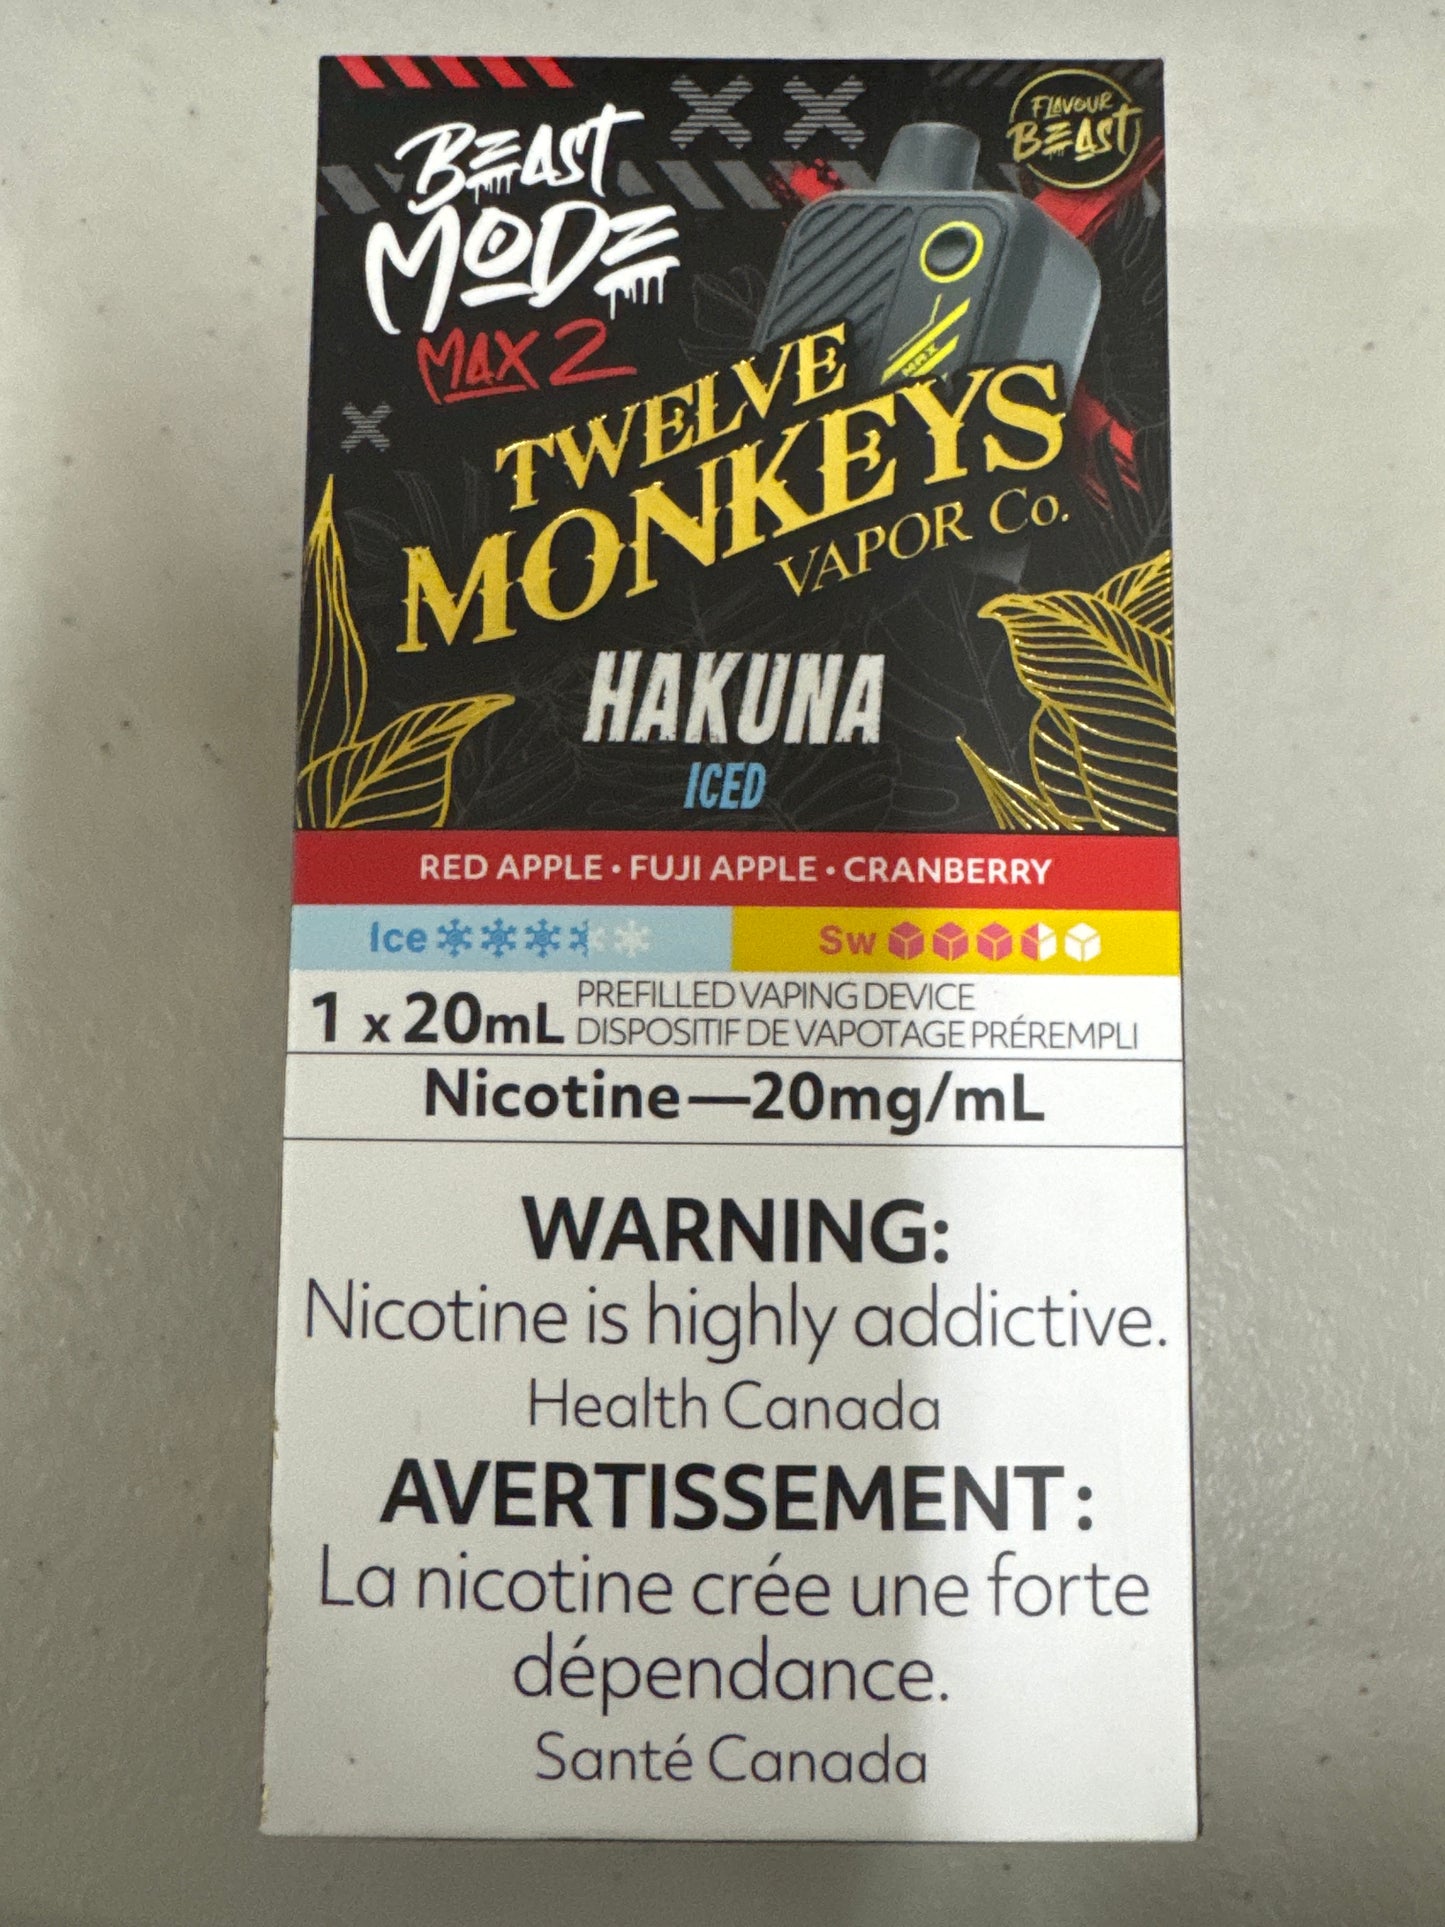 BEAST
MODE
MAX 2
FLAVOUR
BEAST
MAX
TWELVE
MONKEYS
VAPOR Co.
HAKUNA
ICED
RED APPLE • FUJI APPLE • CRANBERRY
Ice
Sw
1 x 20mL PREFILLED VAPING DEVICE
DISPOSITIF DE VAPOTAGE PRÉREMPLI
Nicotine—20mg/mL
WARNING:
Nicotine is highly addictive.
Health Canada
AVERTISSEMENT :
La nicotine crée une forte
dépendance.
Santé Canada